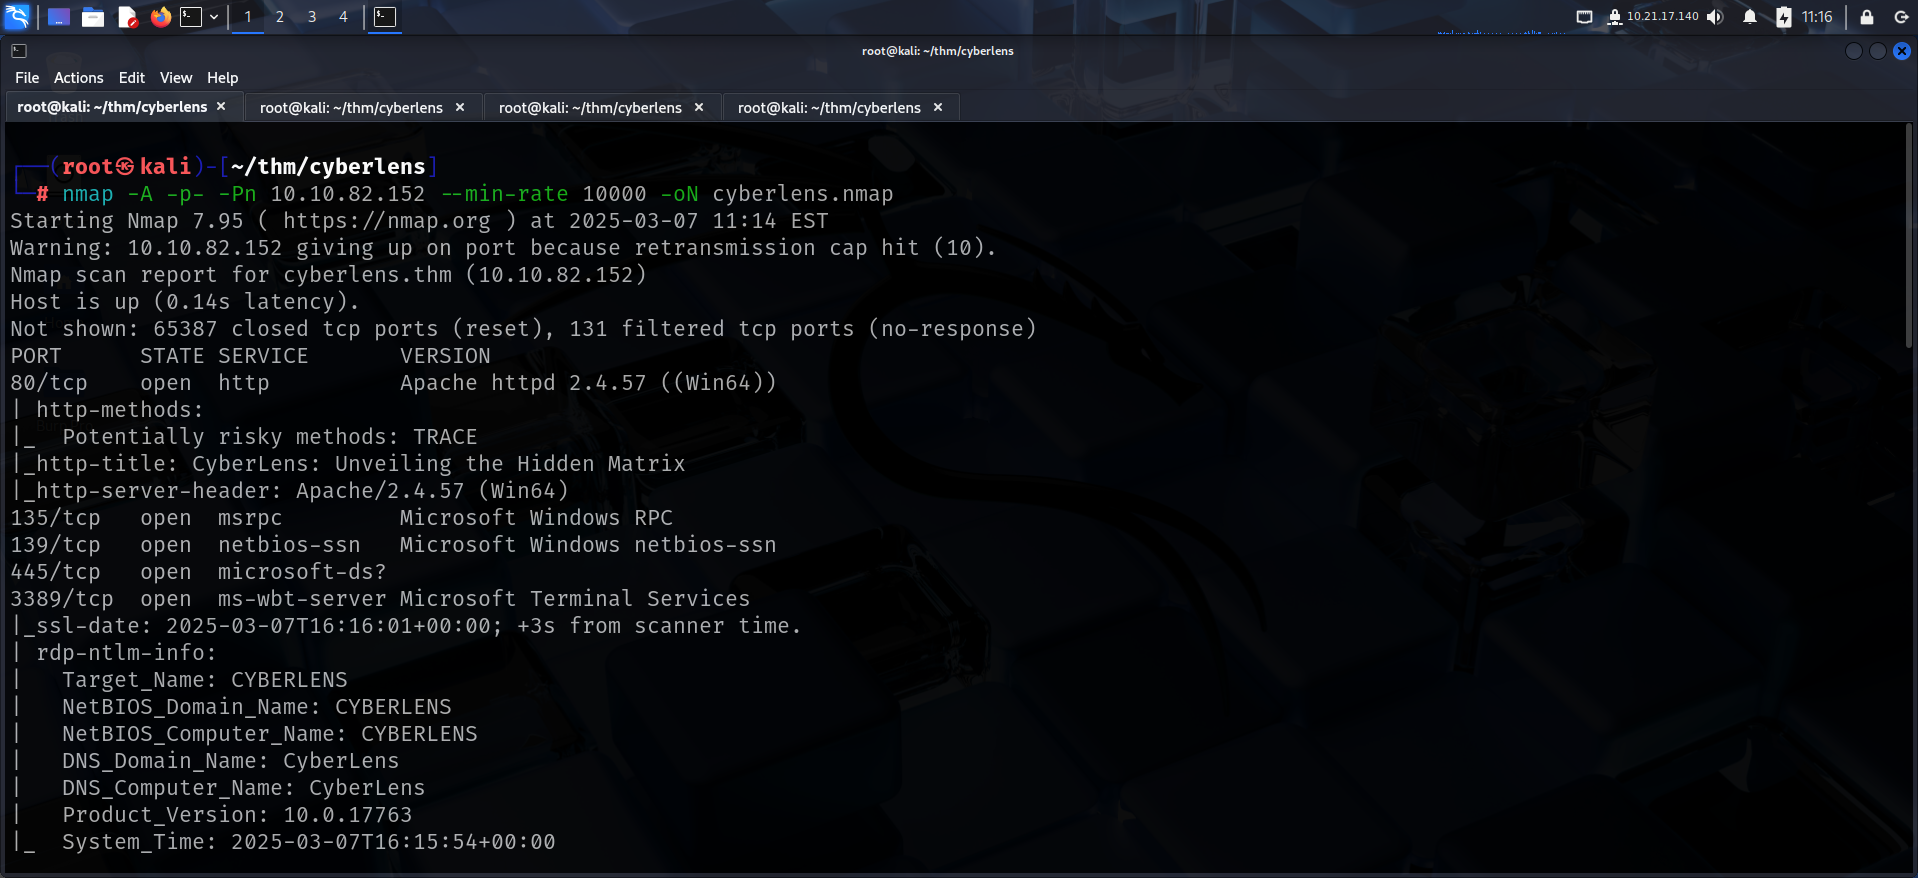 1 2 3 4
10.21.17.140 11:16
root@kali: ~/thm/cyberlens
File Actions Edit View Help
root@kali: ~/thm/cyberlens × root@kali: ~/thm/cyberlens × root@kali: ~/thm/cyberlens × root@kali: ~/thm/cyberlens ×
┌──(root㉿kali)-[~/thm/cyberlens]
└─# nmap -A -p- -Pn 10.10.82.152 --min-rate 10000 -oN cyberlens.nmap
Starting Nmap 7.95 ( https://nmap.org ) at 2025-03-07 11:14 EST
Warning: 10.10.82.152 giving up on port because retransmission cap hit (10).
Nmap scan report for cyberlens.thm (10.10.82.152)
Host is up (0.14s latency).
Not shown: 65387 closed tcp ports (reset), 131 filtered tcp ports (no-response)
PORT      STATE SERVICE       VERSION
80/tcp    open  http          Apache httpd 2.4.57 ((Win64))
| http-methods:
|_  Potentially risky methods: TRACE
|_http-title: CyberLens: Unveiling the Hidden Matrix
|_http-server-header: Apache/2.4.57 (Win64)
135/tcp   open  msrpc         Microsoft Windows RPC
139/tcp   open  netbios-ssn   Microsoft Windows netbios-ssn
445/tcp   open  microsoft-ds?
3389/tcp  open  ms-wbt-server Microsoft Terminal Services
|_ssl-date: 2025-03-07T16:16:01+00:00; +3s from scanner time.
| rdp-ntlm-info:
|   Target_Name: CYBERLENS
|   NetBIOS_Domain_Name: CYBERLENS
|   NetBIOS_Computer_Name: CYBERLENS
|   DNS_Domain_Name: CyberLens
|   DNS_Computer_Name: CyberLens
|   Product_Version: 10.0.17763
|_  System_Time: 2025-03-07T16:15:54+00:00